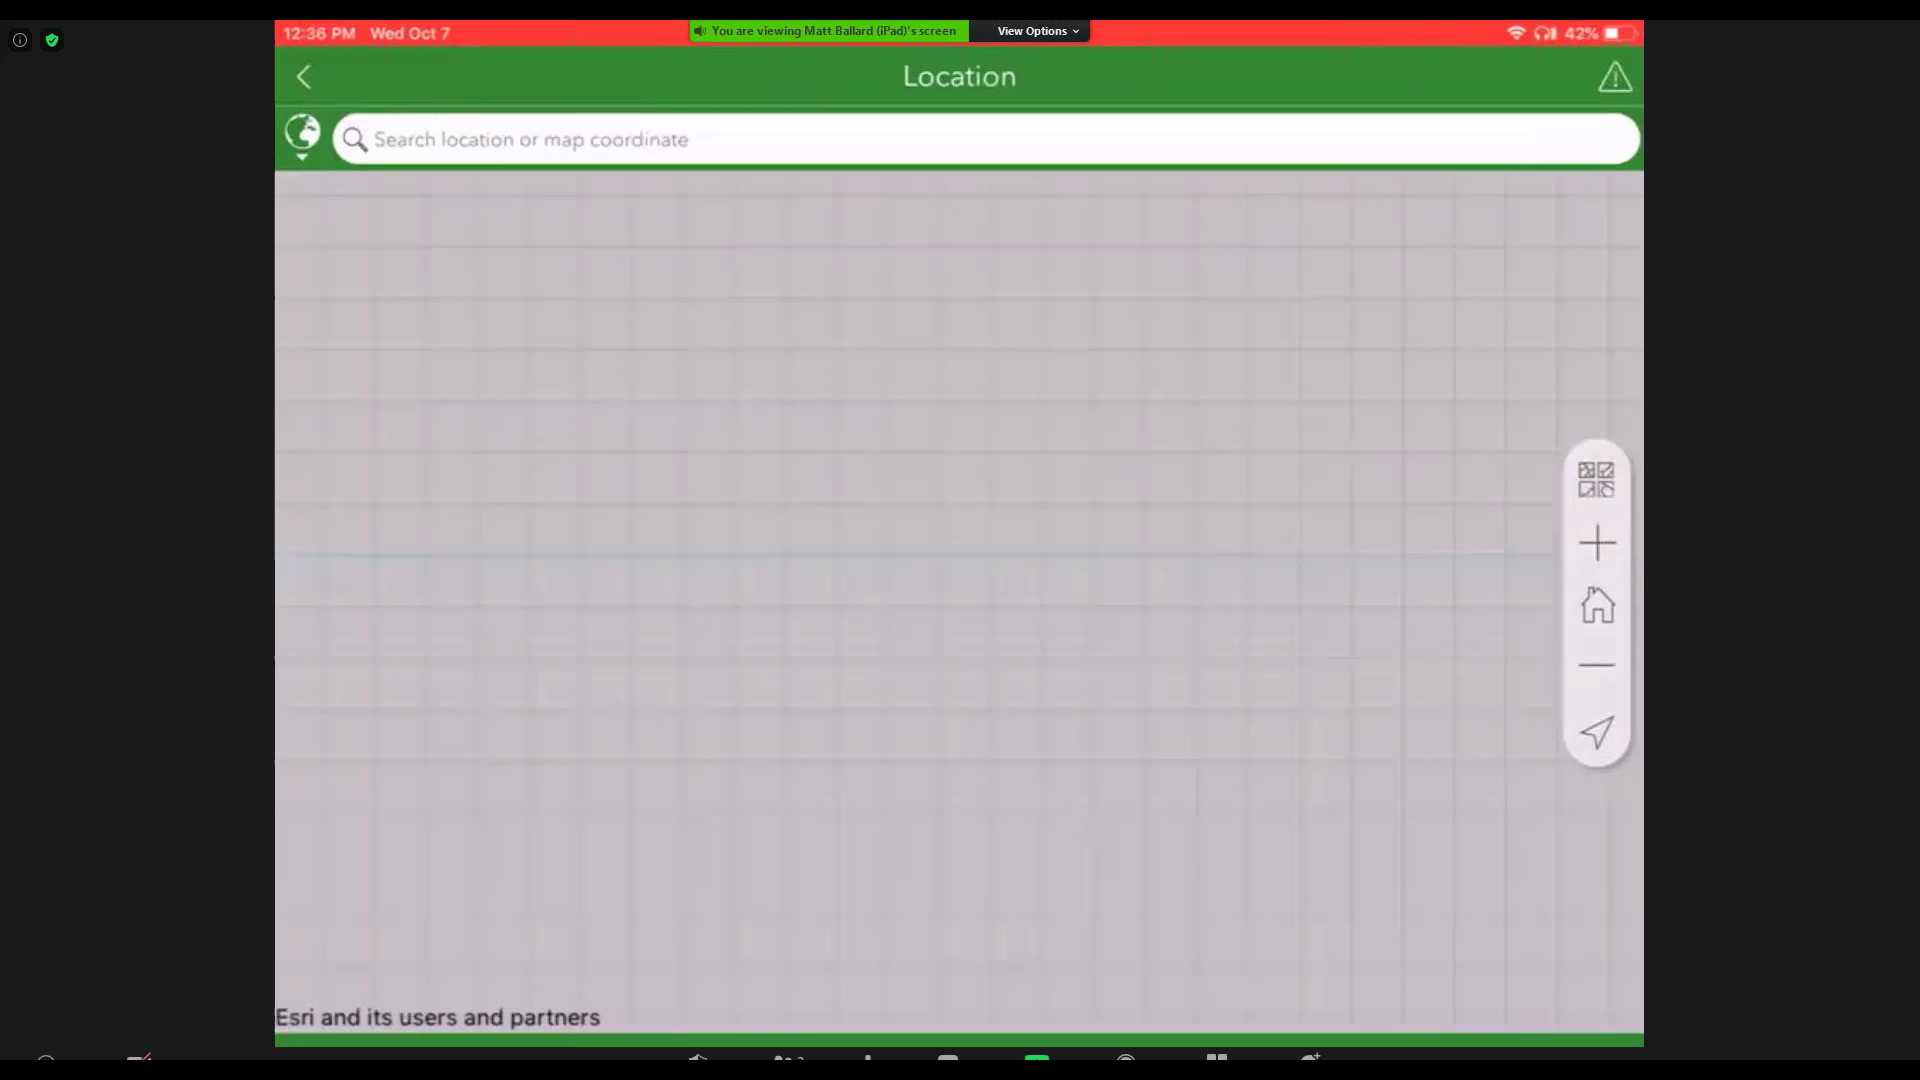 12:36 PM Wed Oct 7
You are viewing Matt Ballard (iPad)'s screen
View Options
42%
Location
Search location or map coordinate
Esri and its users and partners